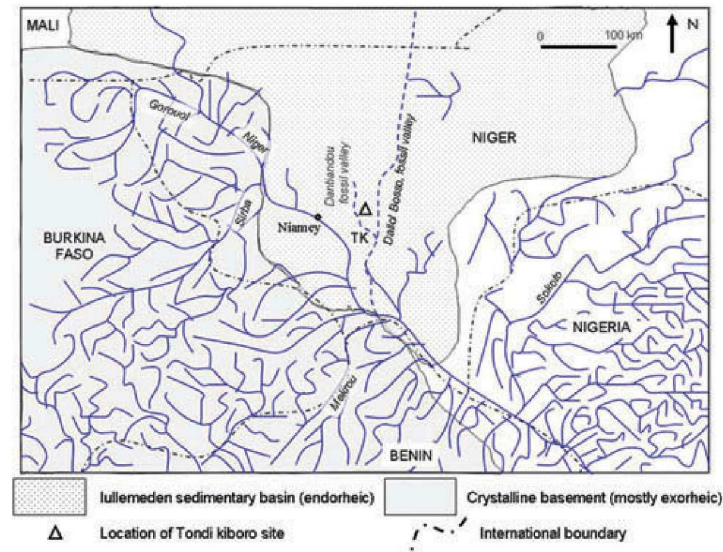 MALI
0 100 km
N
Gorouol
Niger
NIGER
Dantiandou
fossil valley
Dallol Bosso, fossil valley
Sirba
Niamey
TK
BURKINA
FASO
Sokoto
NIGERIA
Mékrou
BENIN
Iullemeden sedimentary basin (endorheic)
Crystalline basement (mostly exorheic)
Location of Tondi kiboro site
International boundary